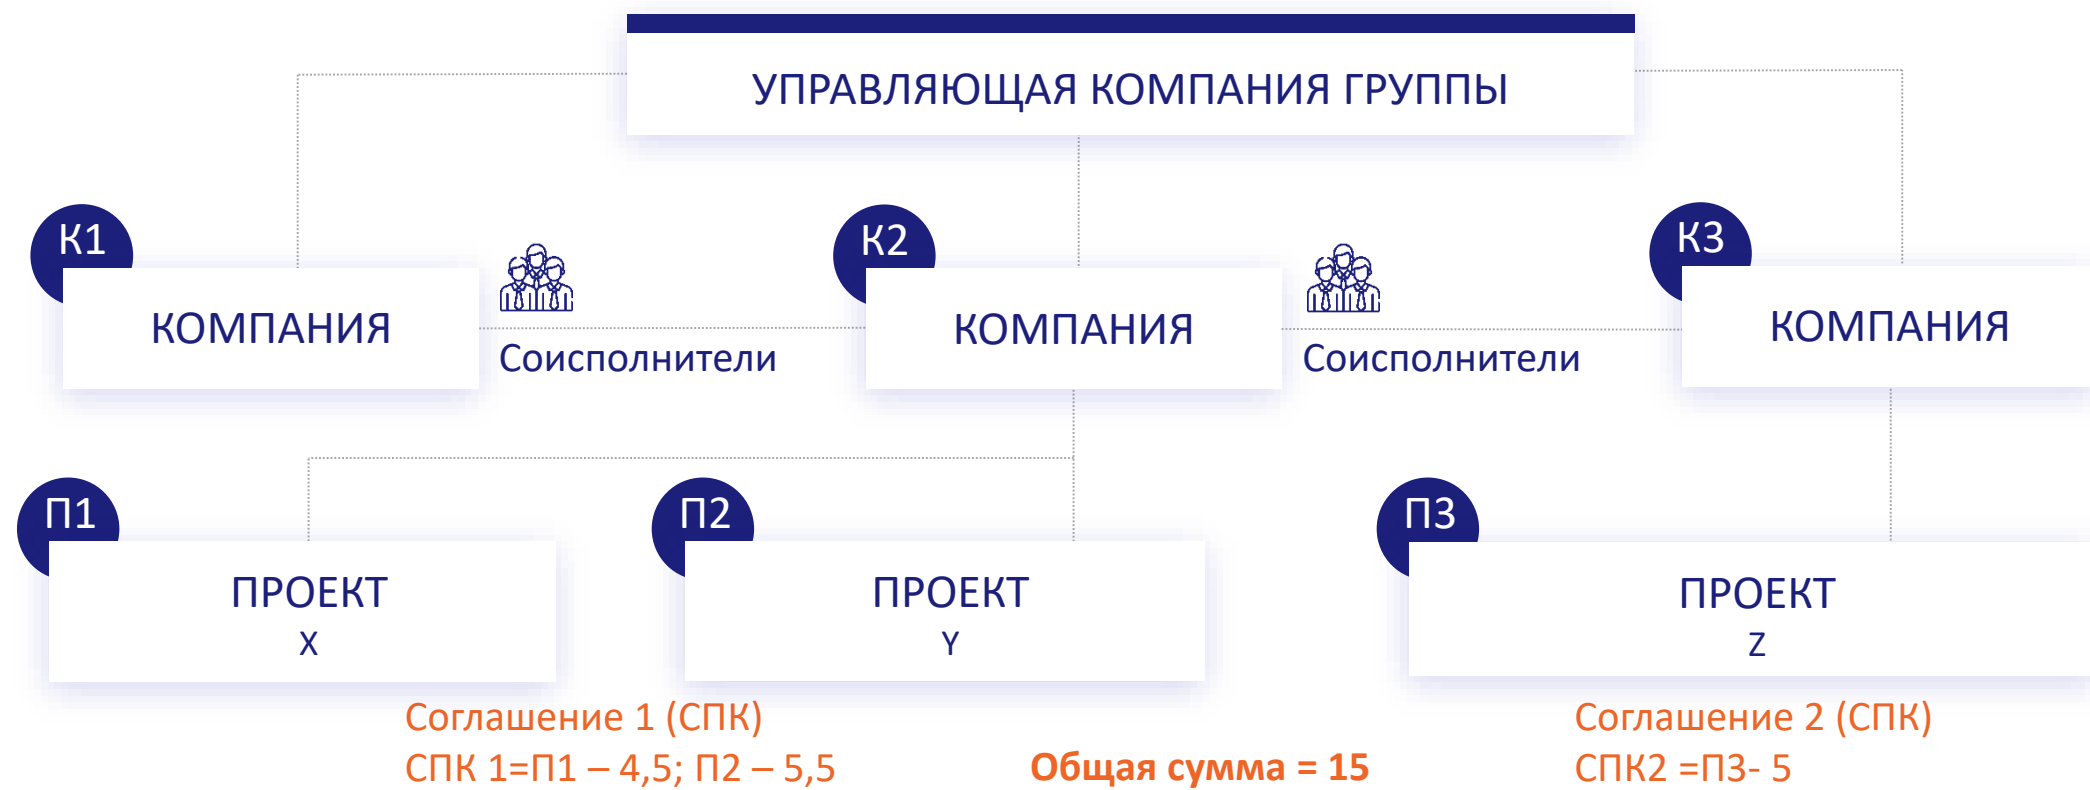 УПРАВЛЯЮЩАЯ КОМПАНИЯ ГРУППЫ
К1
КОМПАНИЯ
Соисполнители
К2
КОМПАНИЯ
Соисполнители
К3
КОМПАНИЯ
П1
ПРОЕКТ
X
П2
ПРОЕКТ
Y
П3
ПРОЕКТ
Z
Соглашение 1 (СПК)
СПК 1=П1 – 4,5; П2 – 5,5
Общая сумма = 15
Соглашение 2 (СПК)
СПК2 =П3- 5